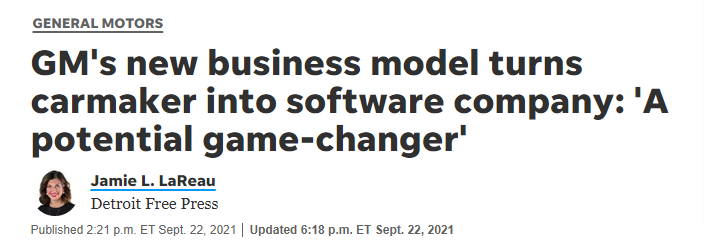 GENERAL MOTORS
GM's new business model turns
carmaker into software company: 'A
potential game-changer'
Jamie L. LaReau
Detroit Free Press
Published 2:21 p.m. ET Sept. 22, 2021 | Updated 6:18 p.m. ET Sept. 22, 2021